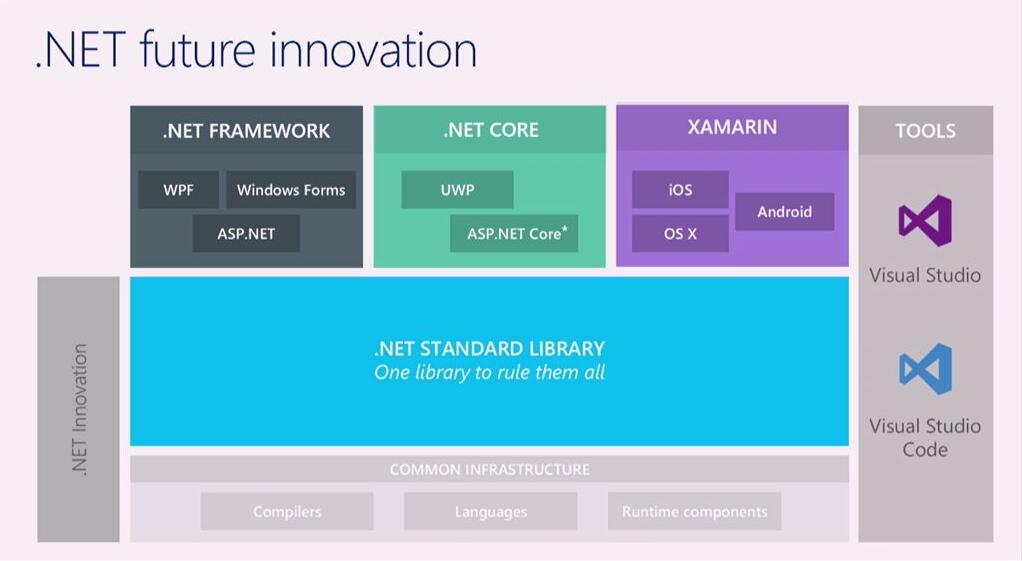 .NET future innovation
.NET FRAMEWORK
WPF
Windows Forms
ASP.NET
.NET CORE
UWP
ASP.NET Core*
XAMARIN
iOS
Android
OS X
TOOLS
Visual Studio
Visual Studio
Code
.NET Innovation
.NET STANDARD LIBRARY
One library to rule them all
COMMON INFRASTRUCTURE
Compilers
Languages
Runtime components